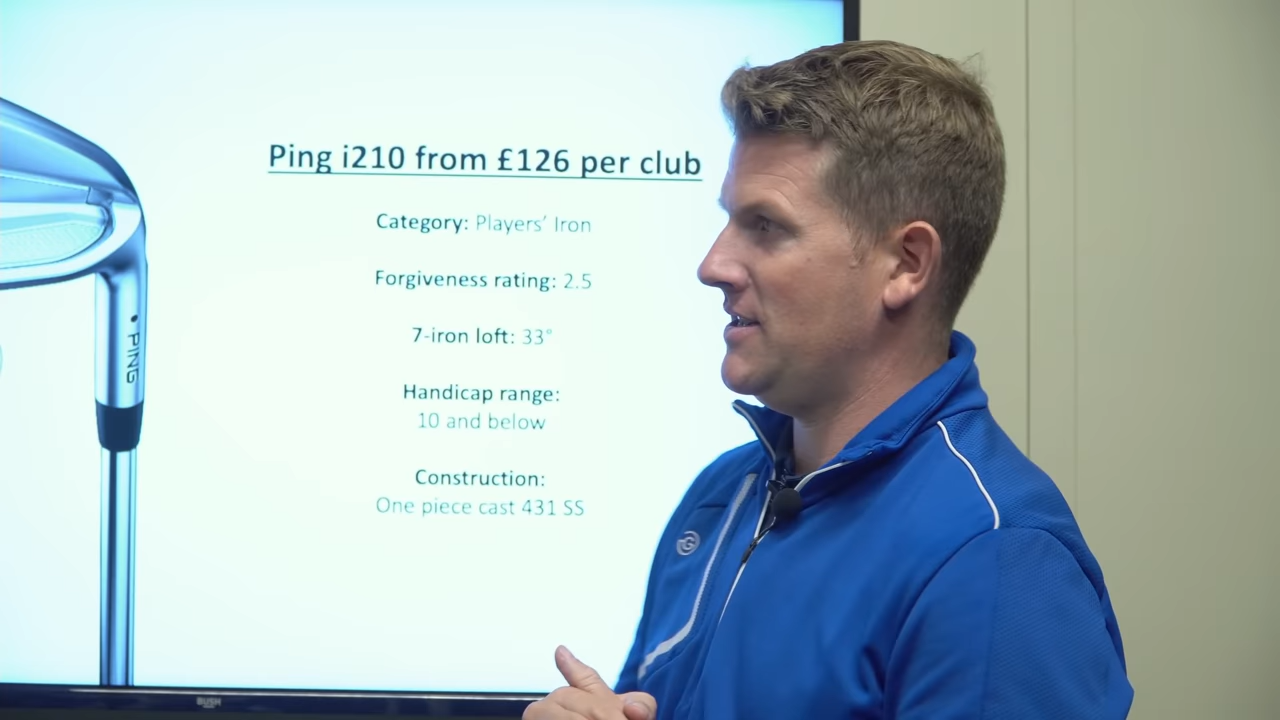 Ping i210 from £126 per club
Category: Players' Iron
Forgiveness rating: 2.5
7-iron loft: 33°
Handicap range:
10 and below
Construction:
One piece cast 431 SS
PING
BUSH
G